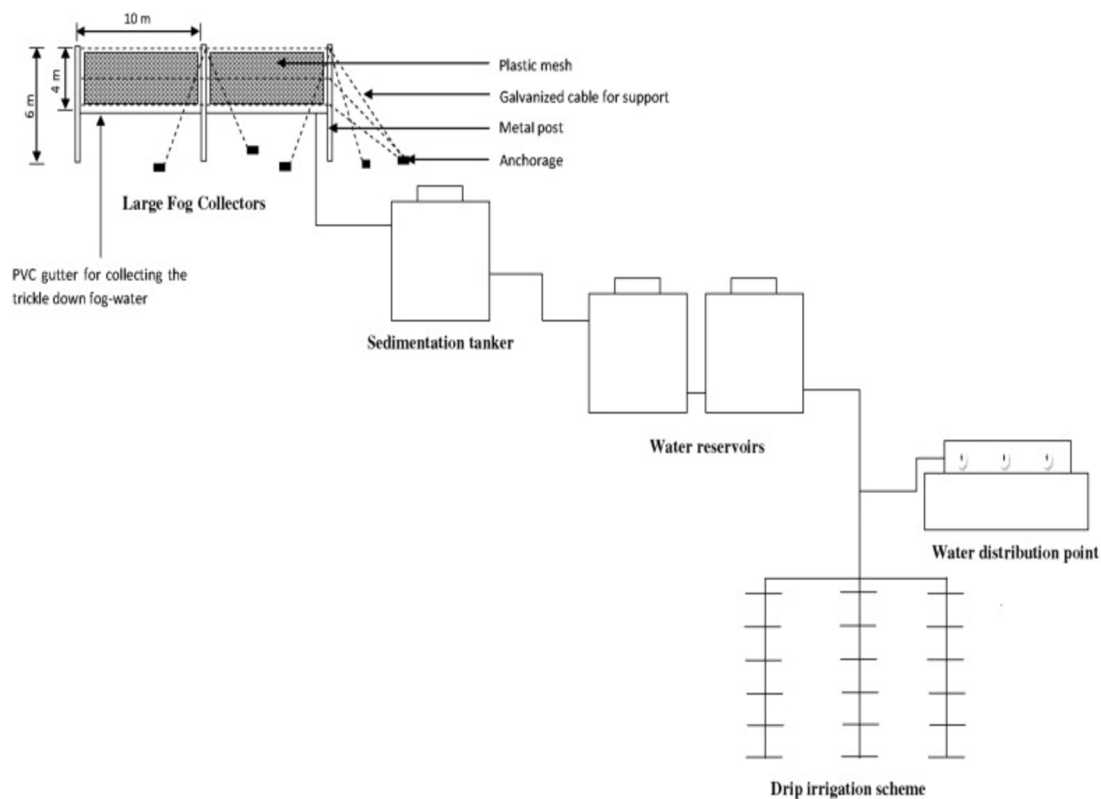 10 m
6 m
4 m
Plastic mesh
Galvanized cable for support
Metal post
Anchorage
Large Fog Collectors
PVC gutter for collecting the
trickle down fog-water
Sedimentation tanker
Water reservoirs
Water distribution point
Drip irrigation scheme